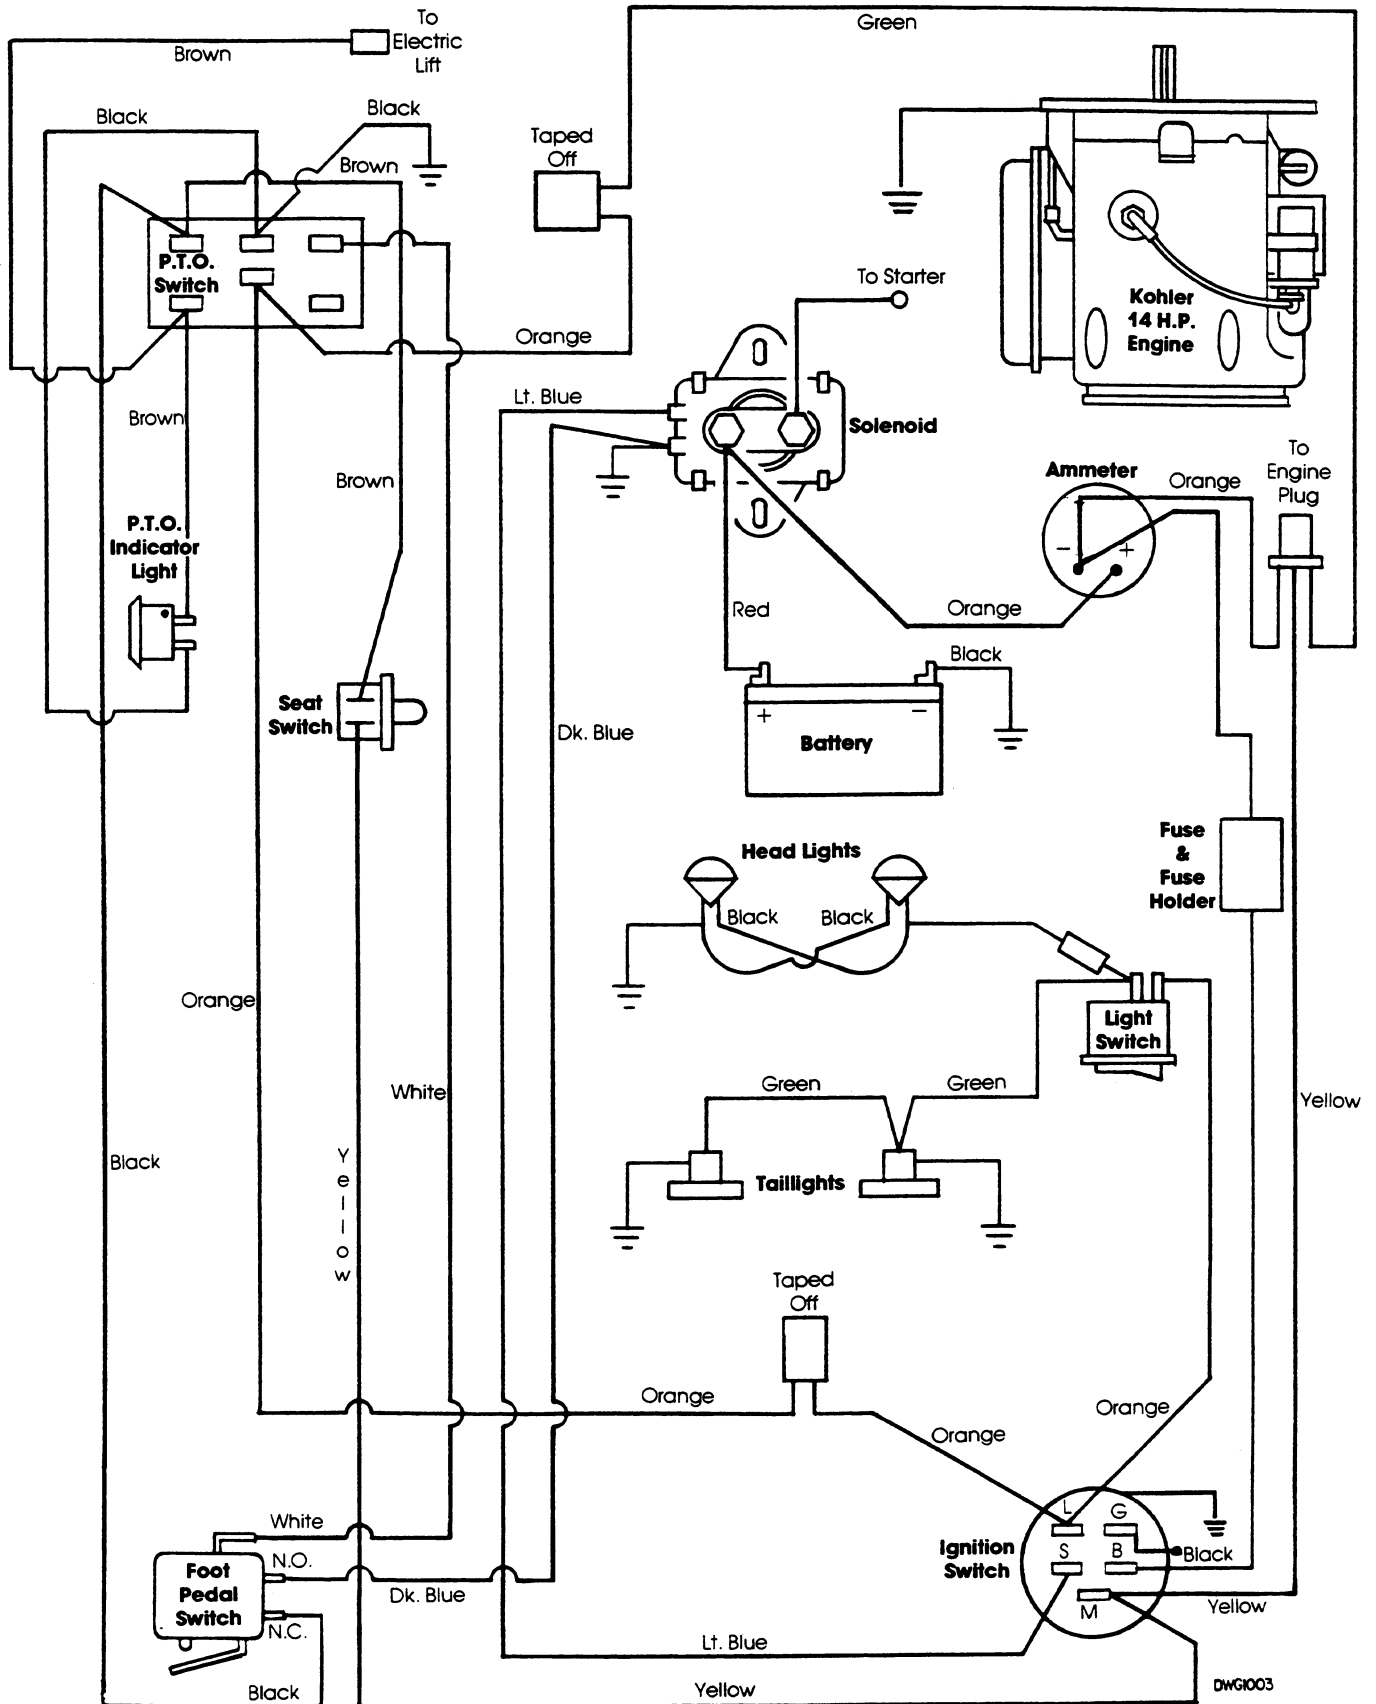 To
Electric
Lift
Brown
Green
Black
Black
Brown
Taped
Off
P.T.O.
Switch
To Starter
Kohler
14 H.P.
Engine
Orange
Lt. Blue
Solenoid
Brown
Brown
Ammeter
Orange
To
Engine
Plug
- +
P.T.O.
Indicator
Light
Red
Orange
Black
Seat
Switch
Dk. Blue
+ -
Battery
Fuse
&
Fuse
Holder
Head Lights
Black
Black
Orange
Light
Switch
Green
Green
White
Yellow
Black
Yellow
Taillights
Taped
Off
Orange
Orange
Orange
White
N.O.
Foot
Pedal
Switch
N.C.
Dk. Blue
L G
S B
M
Ignition
Switch
Black
Yellow
Lt. Blue
Black
Yellow
DWG1003